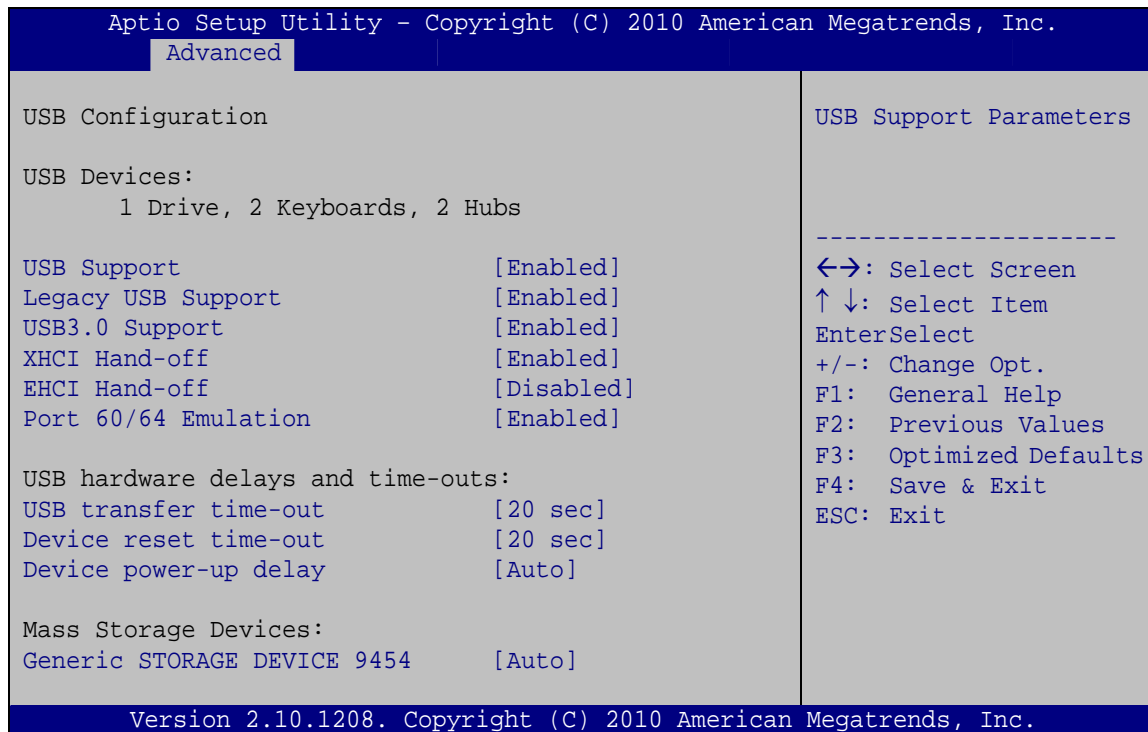 Aptio Setup Utility – Copyright (C) 2010 American Megatrends, Inc.
Advanced
USB Configuration
USB Devices:
1 Drive, 2 Keyboards, 2 Hubs
USB Support [Enabled]
Legacy USB Support [Enabled]
USB3.0 Support [Enabled]
XHCI Hand-off [Enabled]
EHCI Hand-off [Disabled]
Port 60/64 Emulation [Enabled]
USB hardware delays and time-outs:
USB transfer time-out [20 sec]
Device reset time-out [20 sec]
Device power-up delay [Auto]
Mass Storage Devices:
Generic STORAGE DEVICE 9454 [Auto]
USB Support Parameters
---------------------
←→: Select Screen
↑ ↓: Select Item
EnterSelect
+/-: Change Opt.
F1: General Help
F2: Previous Values
F3: Optimized Defaults
F4: Save & Exit
ESC: Exit
Version 2.10.1208. Copyright (C) 2010 American Megatrends, Inc.